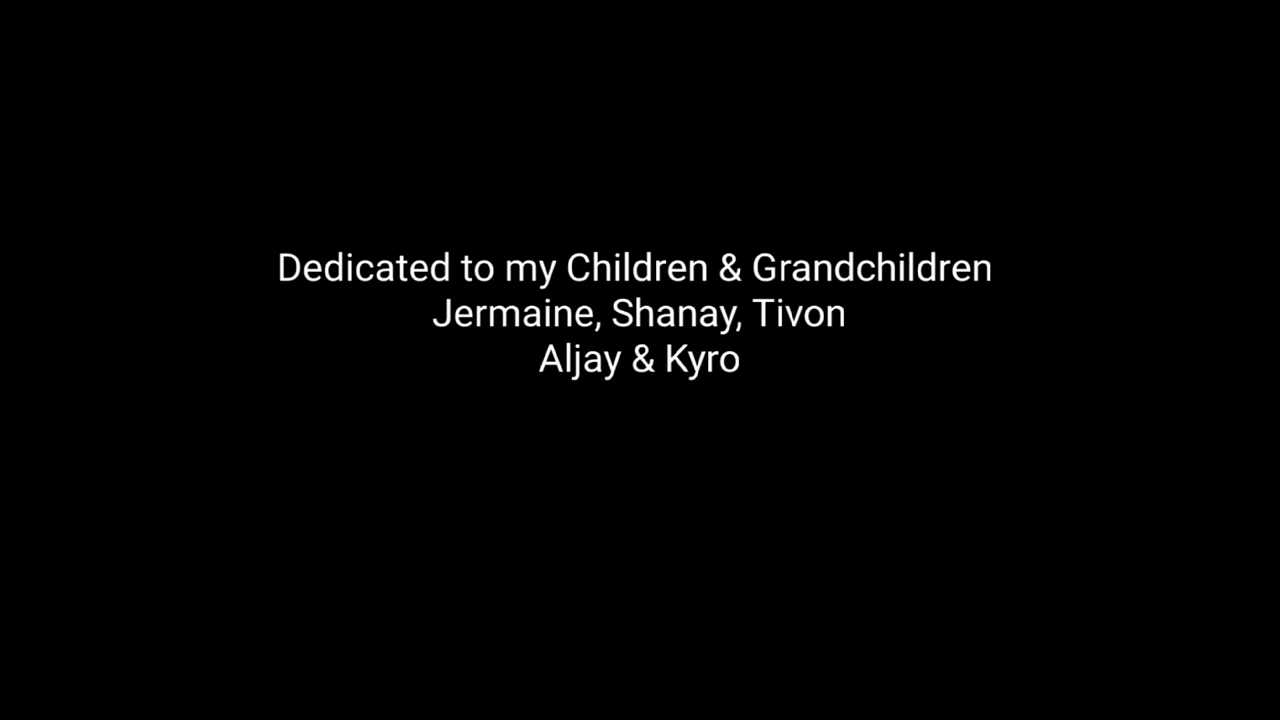 Dedicated to my Children & Grandchildren
Jermaine, Shanay, Tivon
Aljay & Kyro